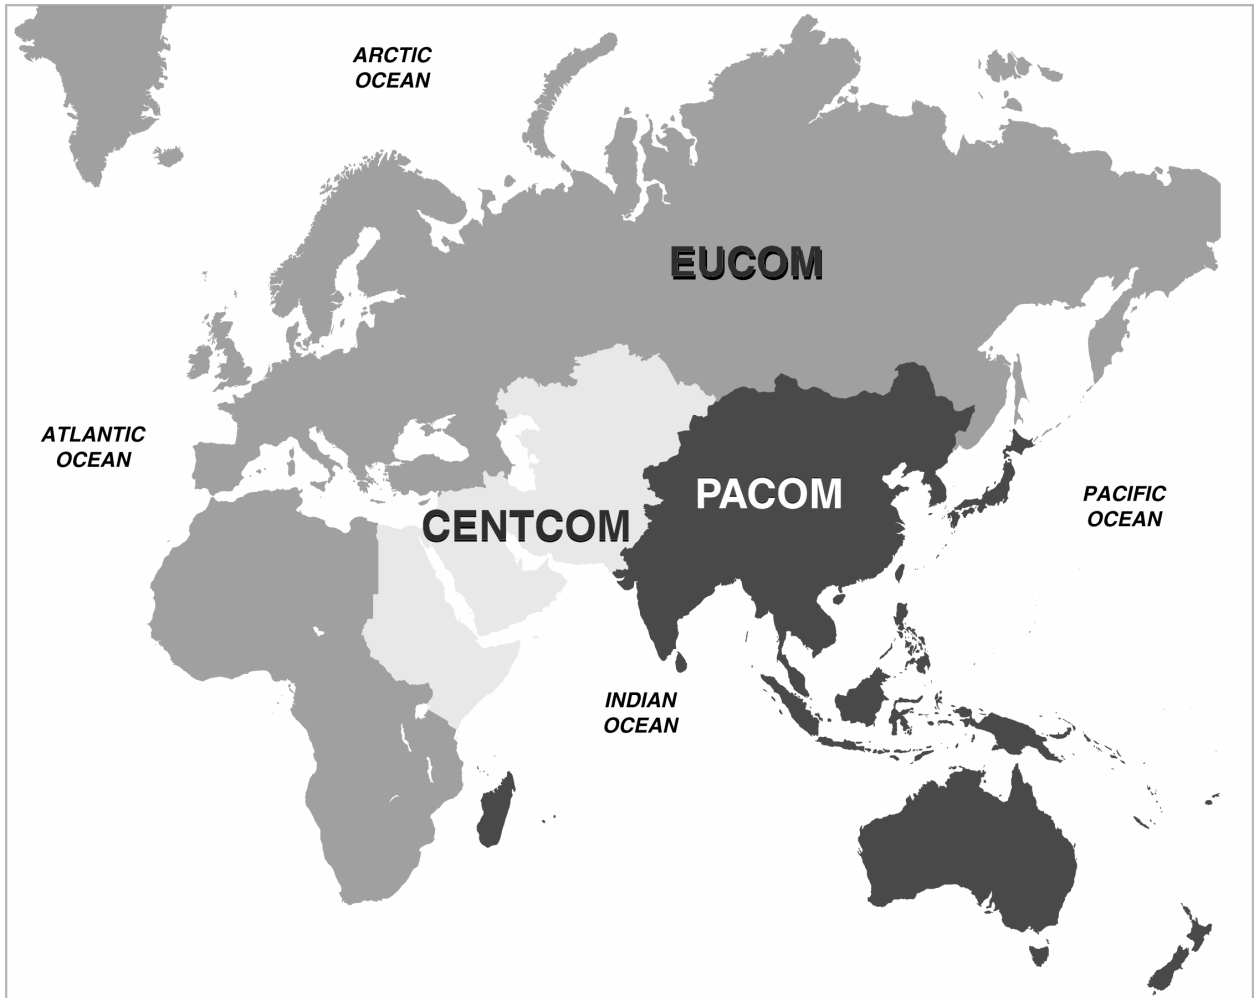 ARCTIC
OCEAN
EUCOM
ATLANTIC
OCEAN
PACOM
PACIFIC
OCEAN
CENTCOM
INDIAN
OCEAN